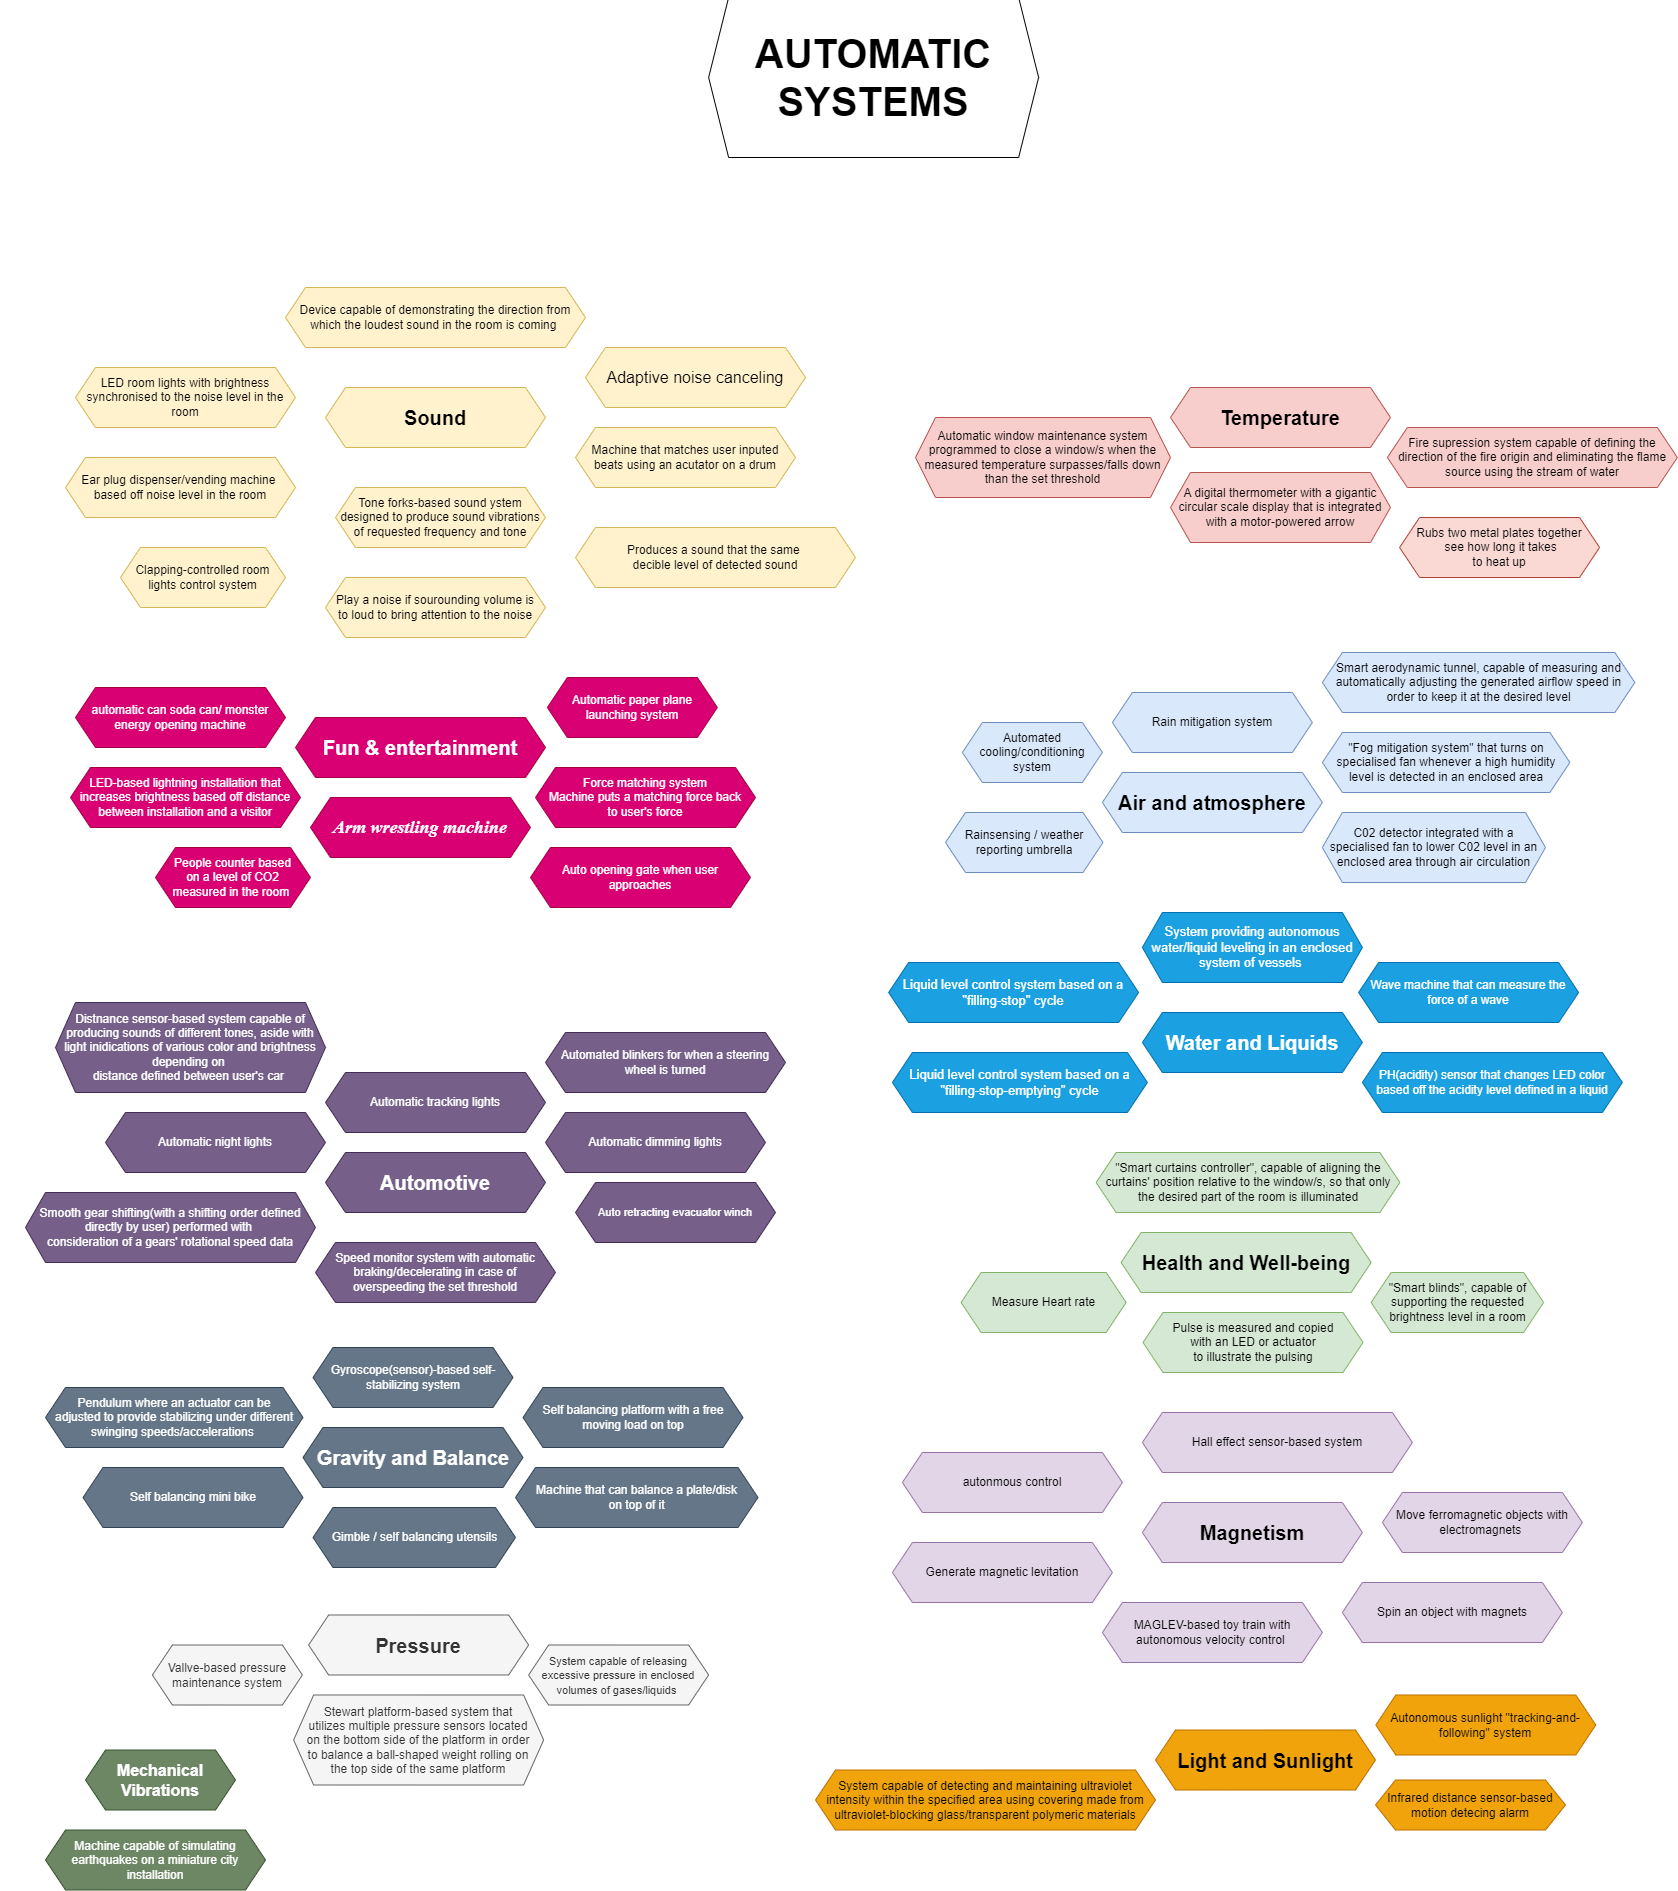 AUTOMATIC
SYSTEMS
Device capable of demonstrating the direction from
which the loudest sound in the room is coming
Adaptive noise canceling
LED room lights with brightness
synchronised to the noise level in the
room
Sound
Machine that matches user inputed
beats using an acutator on a drum
Ear plug dispenser/vending machine
based off noise level in the room
Tone forks-based sound ystem
designed to produce sound vibrations
of requested frequency and tone
Produces a sound that the same
decible level of detected sound
Clapping-controlled room
lights control system
Play a noise if sourounding volume is
to loud to bring attention to the noise
Temperature
Automatic window maintenance system
programmed to close a window/s when the
measured temperature surpasses/falls down
than the set threshold
Fire supression system capable of defining the
direction of the fire origin and eliminating the flame
source using the stream of water
A digital thermometer with a gigantic
circular scale display that is integrated
with a motor-powered arrow
Rubs two metal plates together
see how long it takes
to heat up
automatic can soda can/ monster
energy opening machine
Fun & entertainment
Automatic paper plane
launching system
LED-based lightning installation that
increases brightness based off distance
between installation and a visitor
Arm wrestling machine
Force matching system
Machine puts a matching force back
to user's force
People counter based
on a level of CO2
measured in the room
Auto opening gate when user
approaches
Smart aerodynamic tunnel, capable of measuring and
automatically adjusting the generated airflow speed in
order to keep it at the desired level
Rain mitigation system
Automated
cooling/conditioning
system
"Fog mitigation system" that turns on
specialised fan whenever a high humidity
level is detected in an enclosed area
Air and atmosphere
Rainsensing / weather
reporting umbrella
C02 detector integrated with a
specialised fan to lower C02 level in an
enclosed area through air circulation
System providing autonomous
water/liquid leveling in an enclosed
system of vessels
Liquid level control system based on a
"filling-stop" cycle
Wave machine that can measure the
force of a wave
Water and Liquids
Liquid level control system based on a
"filling-stop-emptying" cycle
PH(acidity) sensor that changes LED color
based off the acidity level defined in a liquid
Distnance sensor-based system capable of
producing sounds of different tones, aside with
light inidications of various color and brightness
depending on
distance defined between user's car
Automated blinkers for when a steering
wheel is turned
Automatic tracking lights
Automatic night lights
Automatic dimming lights
Automotive
Smooth gear shifting(with a shifting order defined
directly by user) performed with
consideration of a gears' rotational speed data
Auto retracting evacuator winch
Speed monitor system with automatic
braking/decelerating in case of
overspeeding the set threshold
"Smart curtains controller", capable of aligning the
curtains' position relative to the window/s, so that only
the desired part of the room is illuminated
Health and Well-being
Measure Heart rate
"Smart blinds", capable of
supporting the requested
brightness level in a room
Pulse is measured and copied
with an LED or actuator
to illustrate the pulsing
Gyroscope(sensor)-based self-
stabilizing system
Pendulum where an actuator can be
adjusted to provide stabilizing under different
swinging speeds/accelerations
Self balancing platform with a free
moving load on top
Gravity and Balance
Self balancing mini bike
Machine that can balance a plate/disk
on top of it
Gimble / self balancing utensils
Hall effect sensor-based system
autonmous control
Magnetism
Move ferromagnetic objects with
electromagnets
Generate magnetic levitation
Spin an object with magnets
MAGLEV-based toy train with
autonomous velocity control
Pressure
Vallve-based pressure
maintenance system
System capable of releasing
excessive pressure in enclosed
volumes of gases/liquids
Stewart platform-based system that
utilizes multiple pressure sensors located
on the bottom side of the platform in order
to balance a ball-shaped weight rolling on
the top side of the same platform
Mechanical
Vibrations
Machine capable of simulating
earthquakes on a miniature city
installation
Autonomous sunlight "tracking-and-
following" system
Light and Sunlight
System capable of detecting and maintaining ultraviolet
intensity within the specified area using covering made from
ultraviolet-blocking glass/transparent polymeric materials
Infrared distance sensor-based
motion detecing alarm